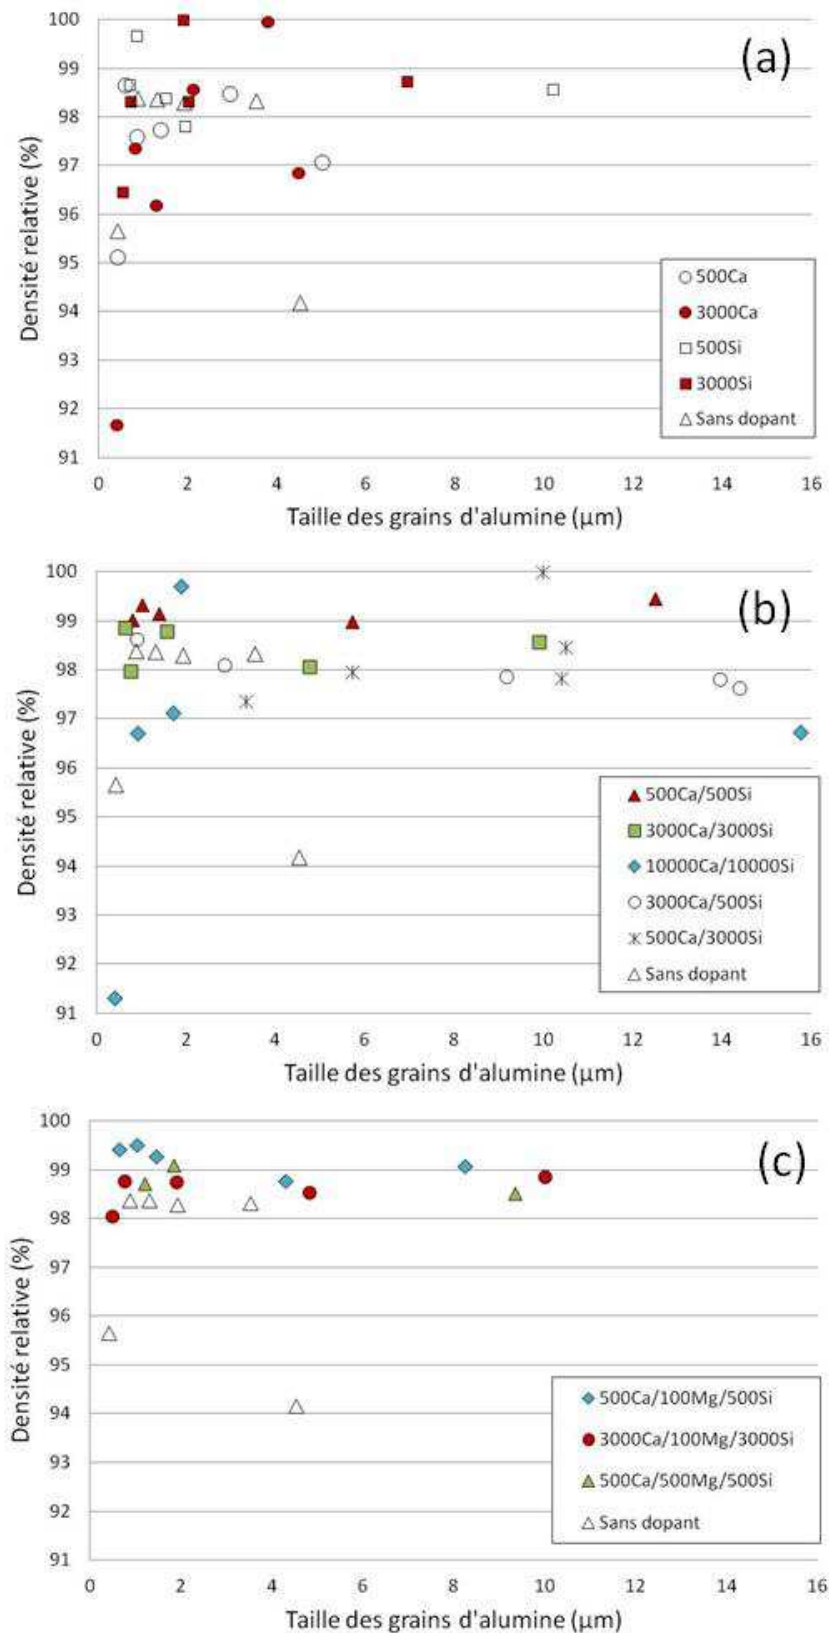 (a)
100
99
98
97
96
95
94
93
92
91
Densité relative (%)
500Ca
3000Ca
500Si
3000Si
Sans dopant
0 2 4 6 8 10 12 14 16
Taille des grains d'alumine (µm)
(b)
100
99
98
97
96
95
94
93
92
91
Densité relative (%)
500Ca/500Si
3000Ca/3000Si
10000Ca/10000Si
3000Ca/500Si
500Ca/3000Si
Sans dopant
0 2 4 6 8 10 12 14 16
Taille des grains d'alumine (µm)
(c)
100
99
98
97
96
95
94
93
92
91
Densité relative (%)
500Ca/100Mg/500Si
3000Ca/100Mg/3000Si
500Ca/500Mg/500Si
Sans dopant
0 2 4 6 8 10 12 14 16
Taille des grains d'alumine (µm)